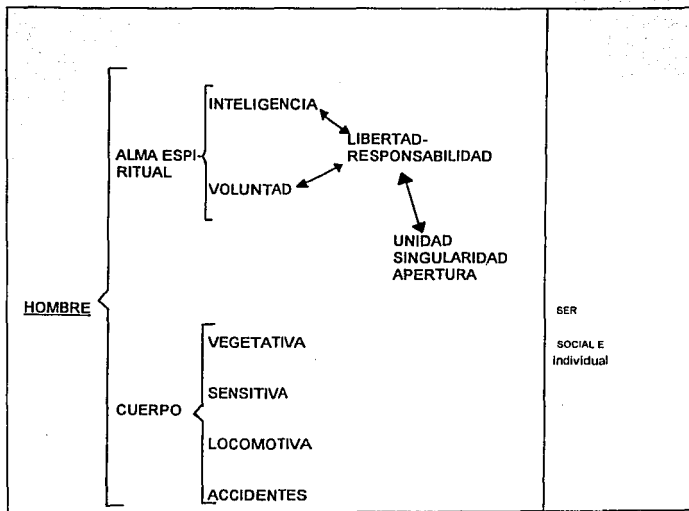 HOMBRE
ALMA ESPI-
RITUAL
INTELIGENCIA
VOLUNTAD
LIBERTAD-
RESPONSABILIDAD
UNIDAD
SINGULARIDAD
APERTURA
CUERPO
VEGETATIVA
SENSITIVA
LOCOMOTIVA
ACCIDENTES
SER
SOCIAL E
individual